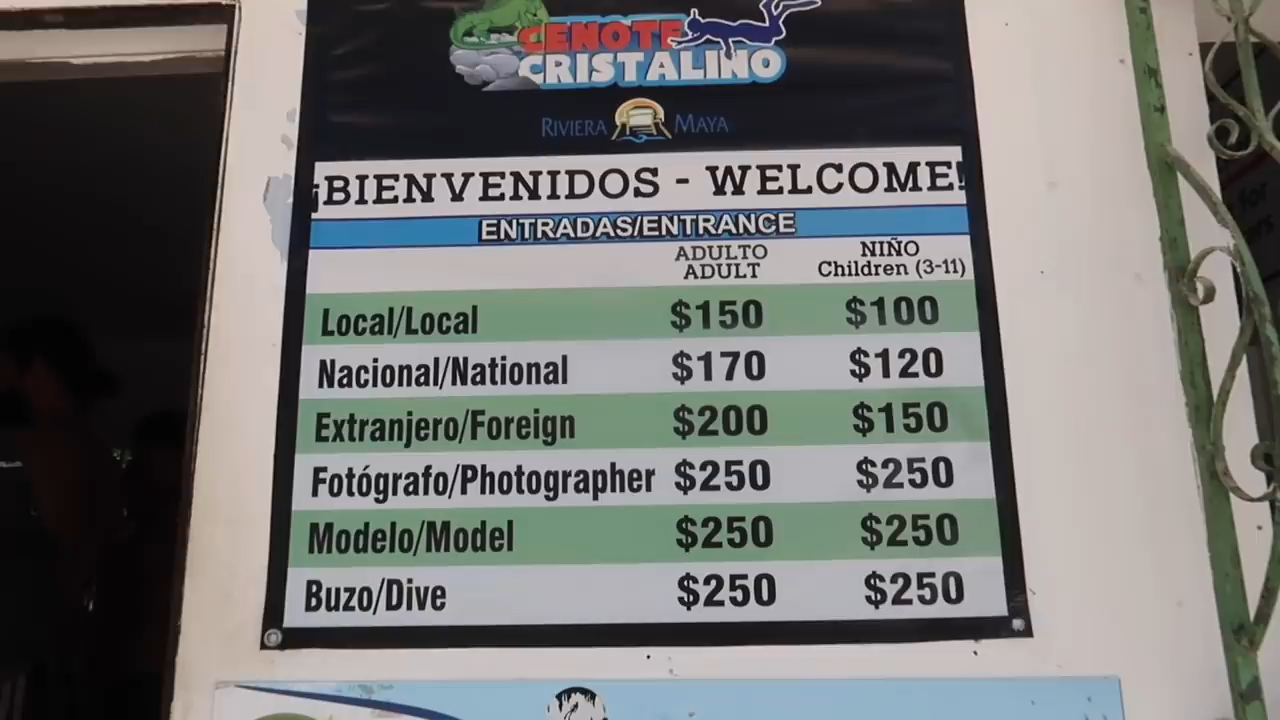 CENOTE
CRISTALINO
RIVIERA MAYA
¡BIENVENIDOS - WELCOME!
ENTRADAS/ENTRANCE
ADULTO NIÑO
ADULT Children (3-11)
Local/Local $150 $100
Nacional/National $170 $120
Extranjero/Foreign $200 $150
Fotógrafo/Photographer $250 $250
Modelo/Model $250 $250
Buzo/Dive $250 $250
for